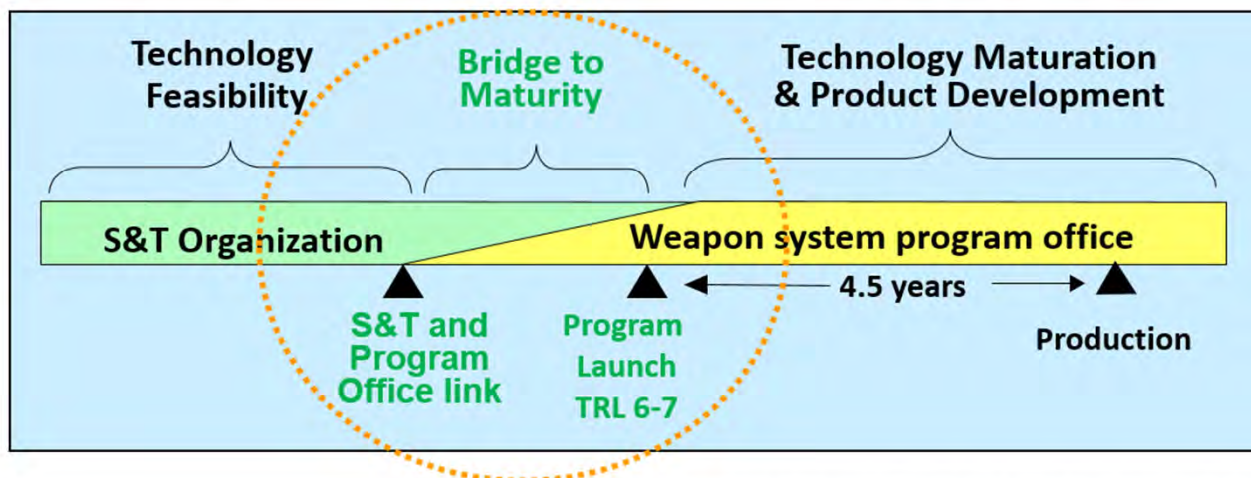 Technology
Feasibility
Bridge to
Maturity
Technology Maturation
& Product Development
S&T Organization
Weapon system program office
S&T and
Program
Office link
Program
Launch
TRL 6-7
4.5 years
Production